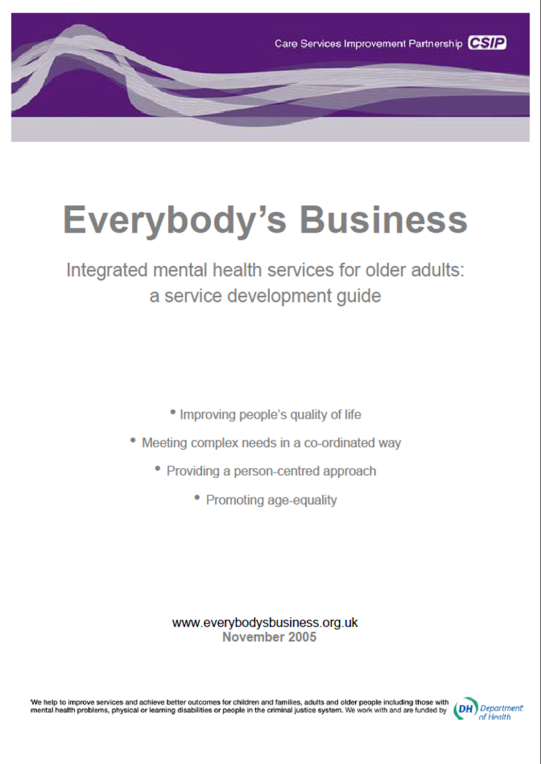 Care Services Improvement Partnership CSIP
Everybody's Business
Integrated mental health services for older adults:
a service development guide
• Improving people's quality of life
• Meeting complex needs in a co-ordinated way
• Providing a person-centred approach
• Promoting age-equality
www.everybodysbusiness.org.uk
November 2005
We help to improve services and achieve better outcomes for children and families, adults and older people including those with
mental health problems, physical or learning disabilities or people in the criminal justice system. We work with and are funded by
DH Department
of Health